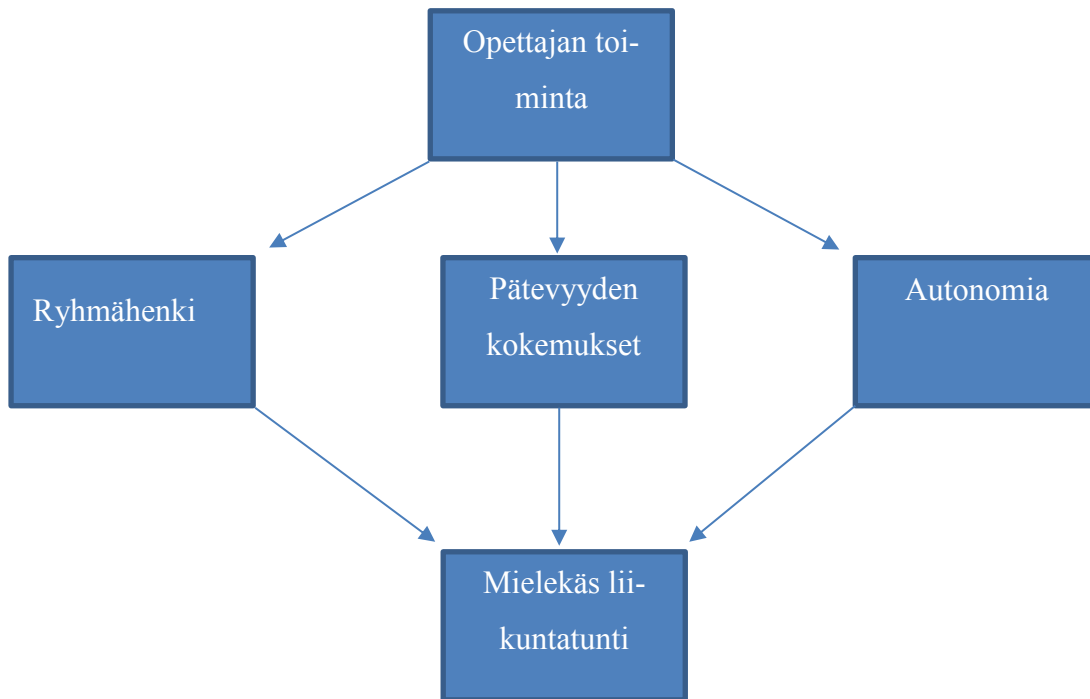 Opettajan toi-
minta
Ryhmähenki
Pätevyyden
kokemukset
Autonomia
Mielekäs lii-
kuntatunti